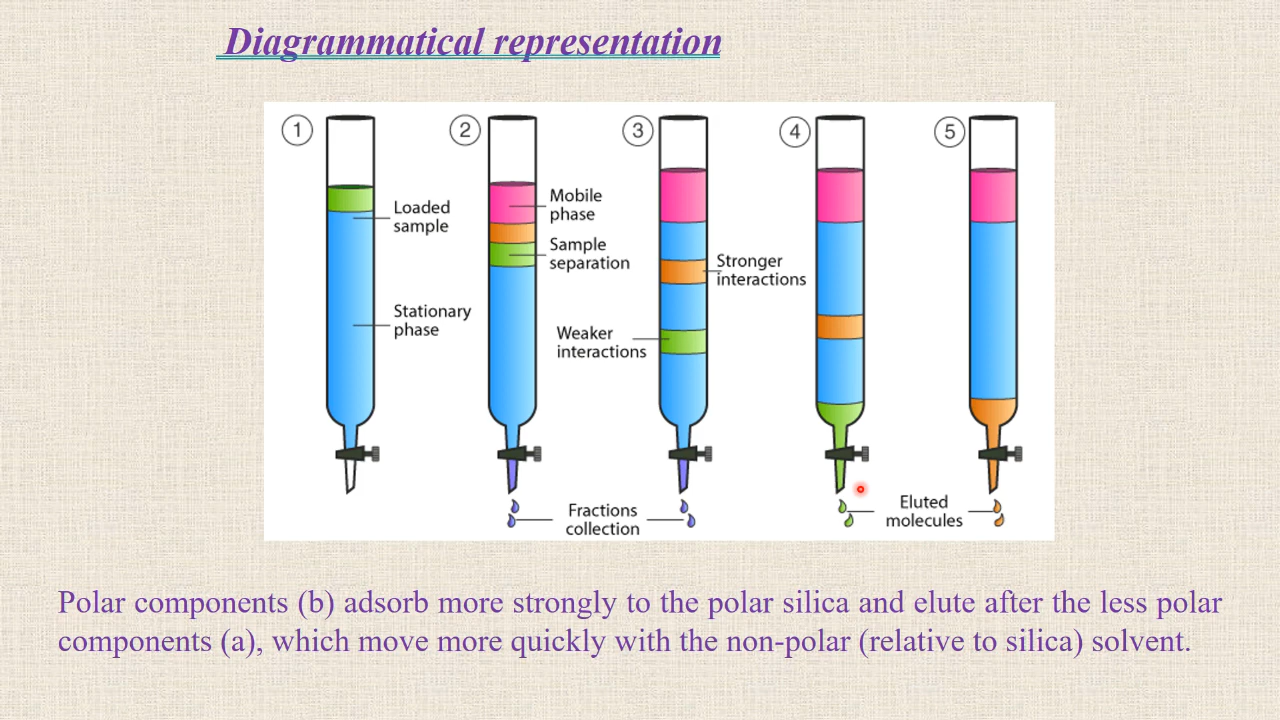 Diagrammatical representation
1
2
3
4
5
Loaded
sample
Stationary
phase
Mobile
phase
Sample
separation
Weaker
interactions
Stronger
interactions
Fractions
collection
Eluted
molecules
Polar components (b) adsorb more strongly to the polar silica and elute after the less polar
components (a), which move more quickly with the non-polar (relative to silica) solvent.